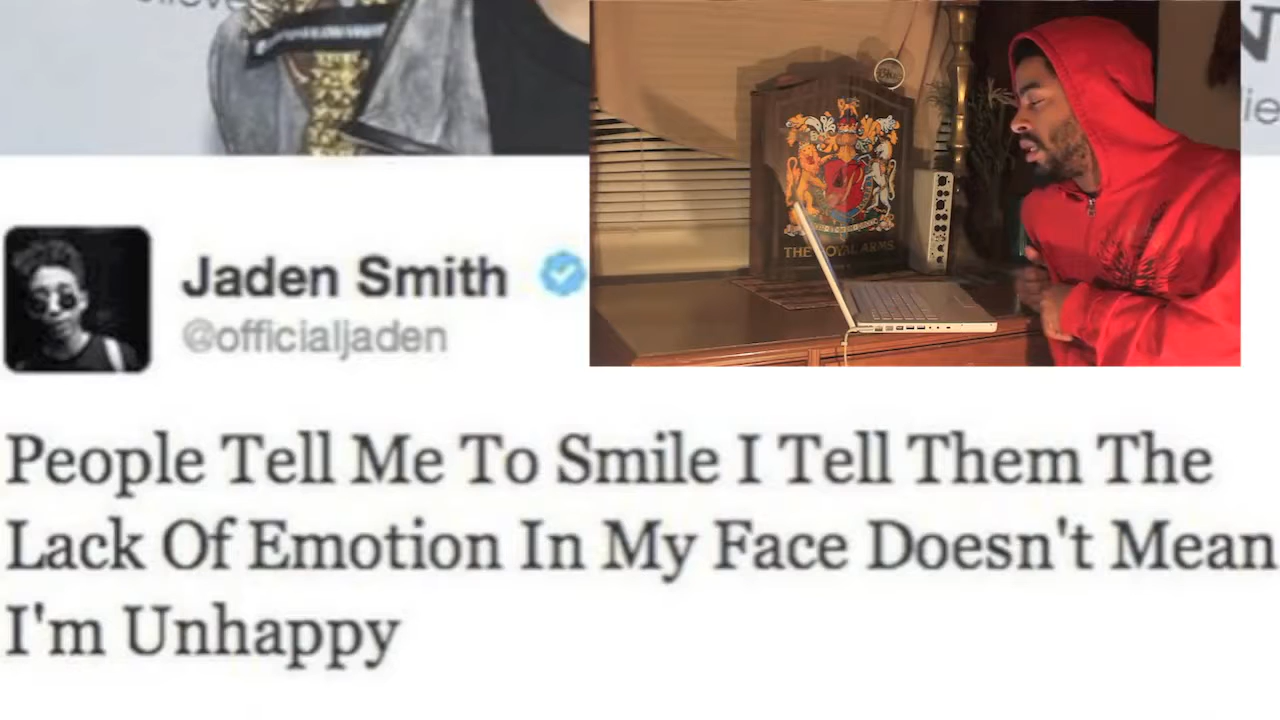 Jaden Smith
@officialjaden
THE ROYAL ARMS
People Tell Me To Smile I Tell Them The
Lack Of Emotion In My Face Doesn't Mean
I'm Unhappy